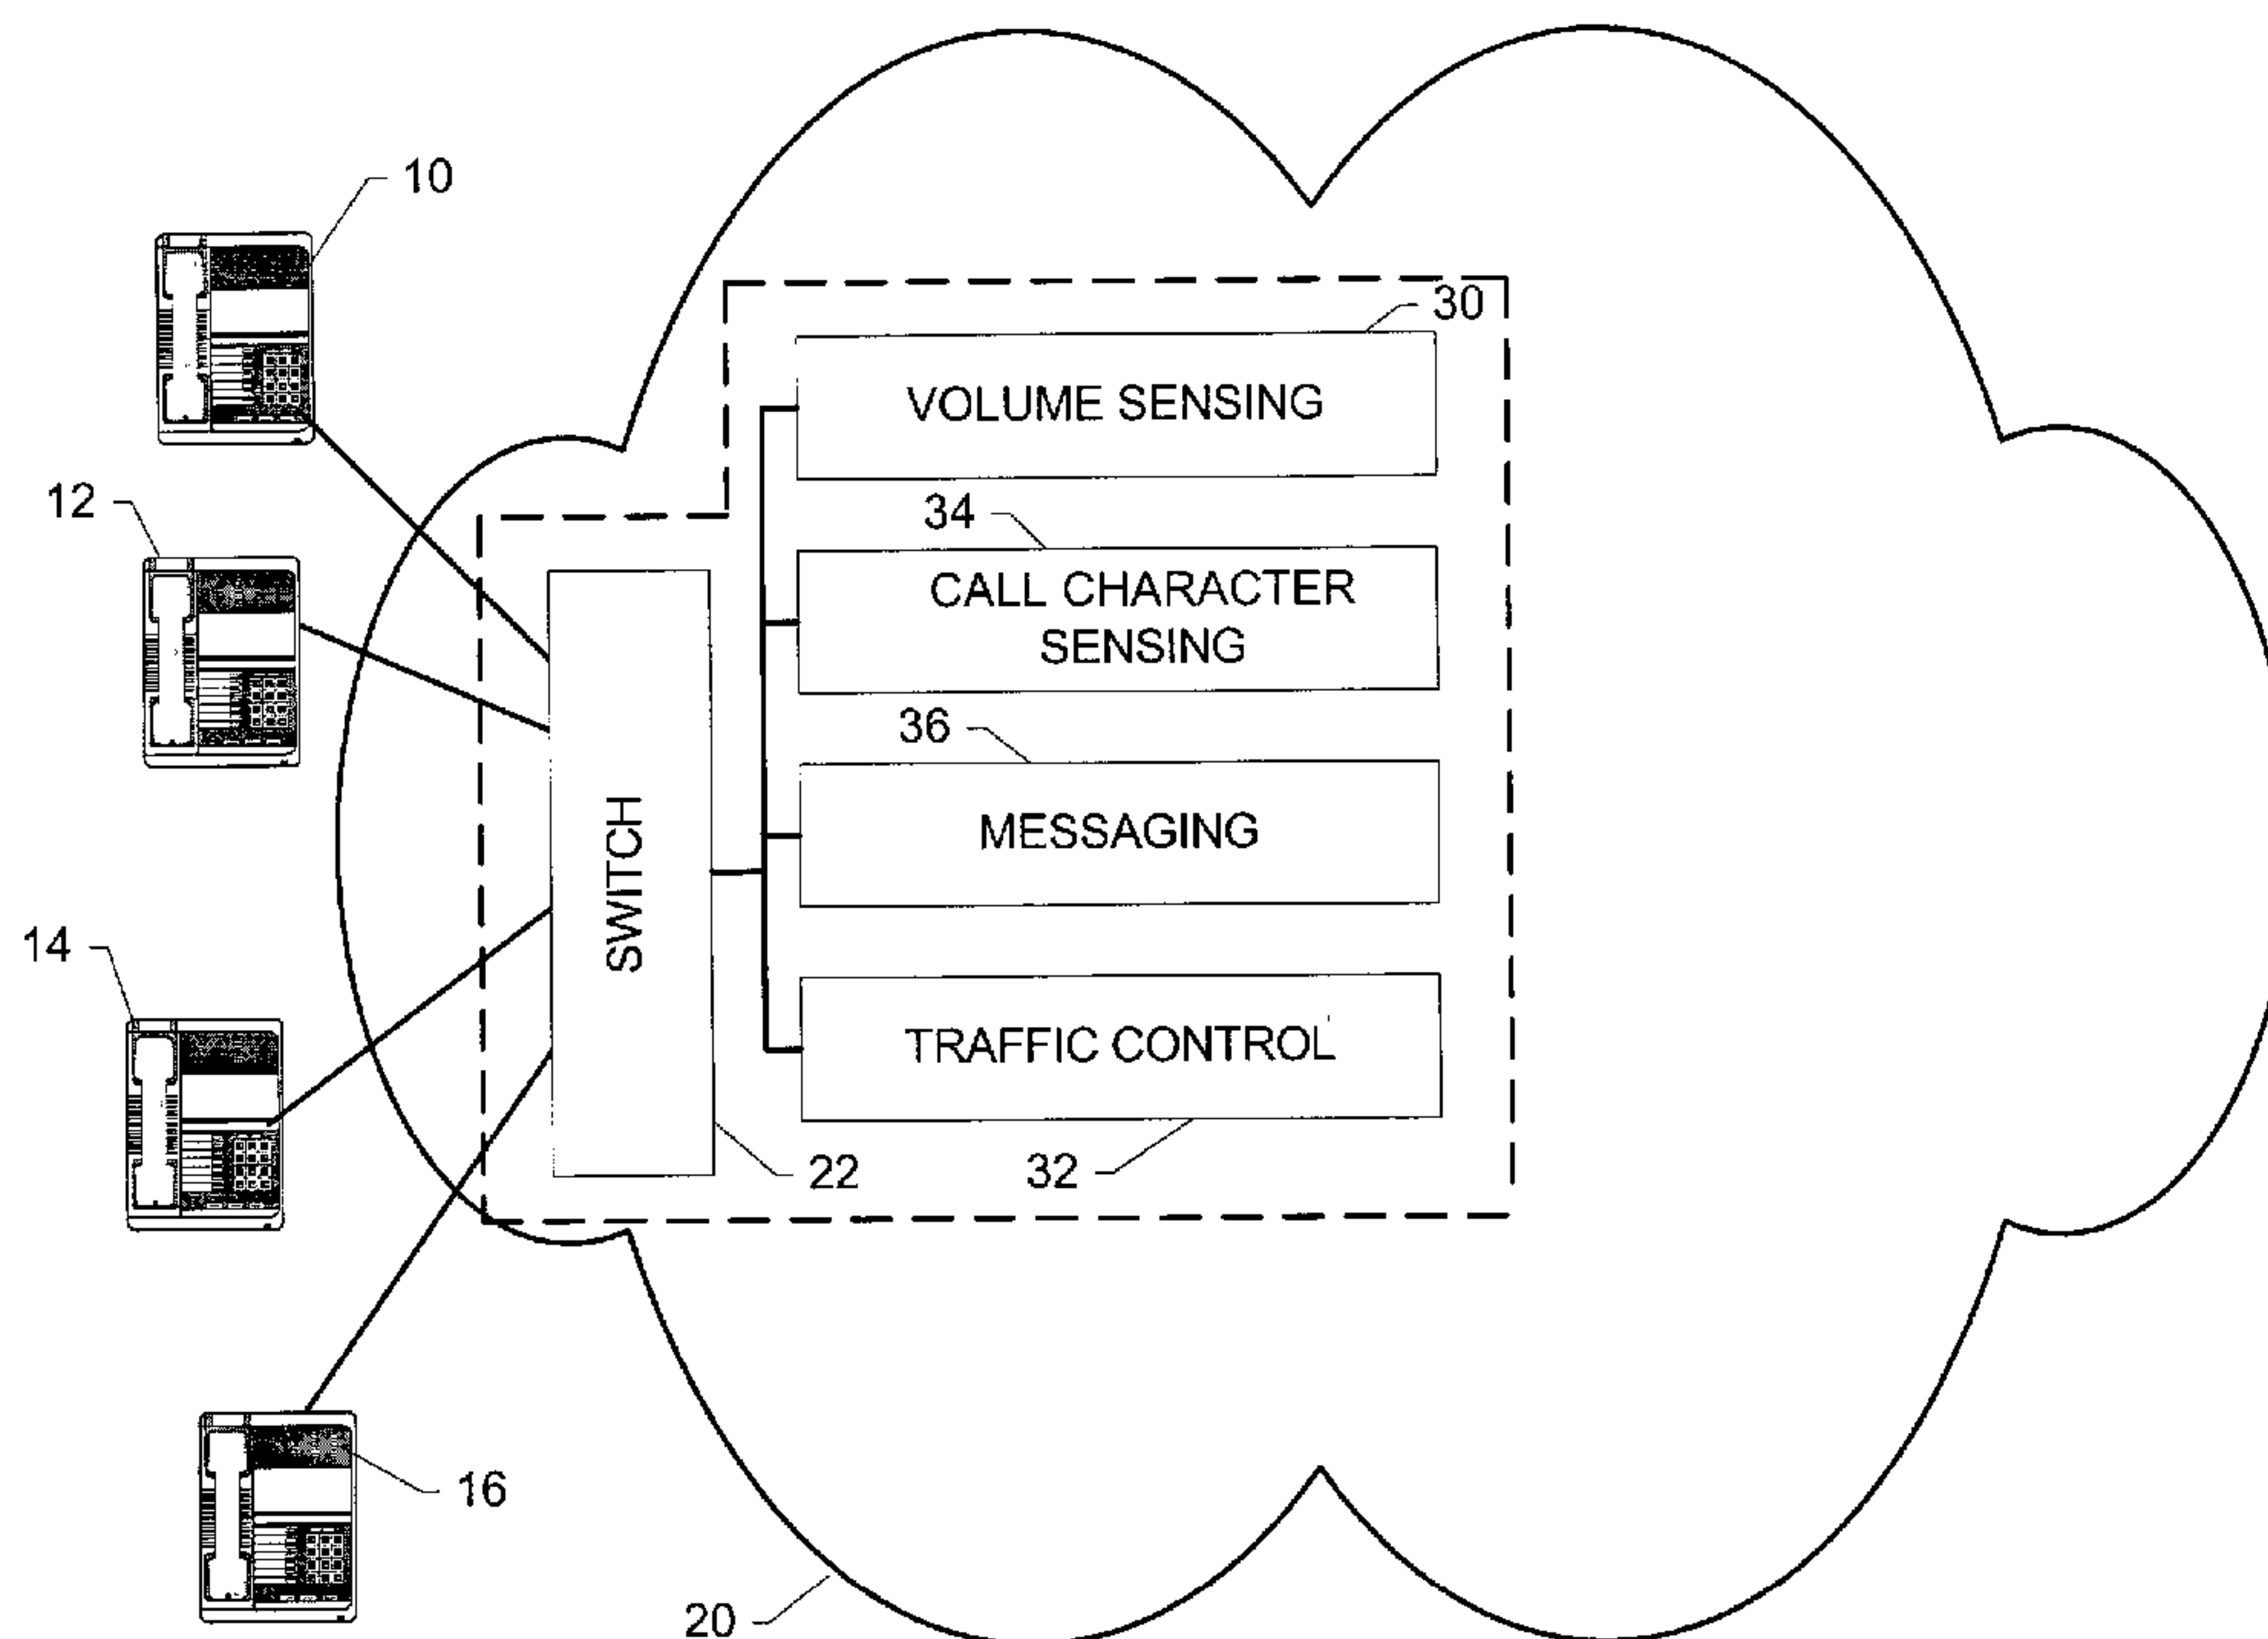 10
30
VOLUME SENSING
12
34
CALL CHARACTER
SENSING
36
MESSAGING
SWITCH
14
TRAFFIC CONTROL
22
32
16
20